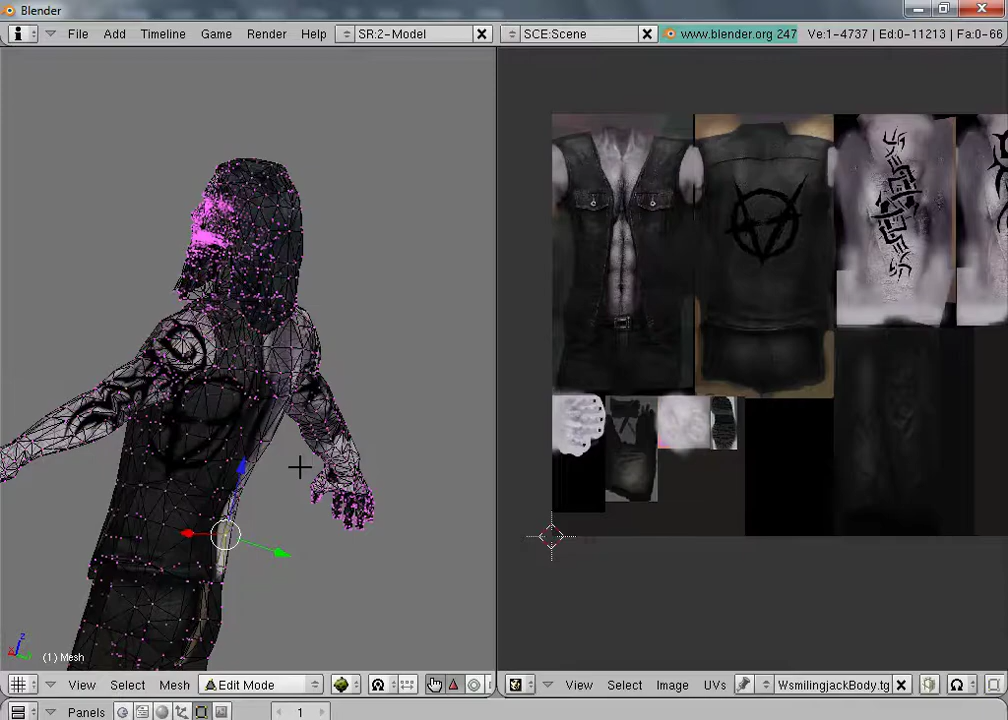 Blender
File Add Timeline Game Render Help SR:2-Model SCE:Scene www.blender.org 247 Ve:1-4737 | Ed:0-11213 | Fa:0-66
z
x
(1) Mesh
View Select Mesh Edit Mode View Select Image UVs WsmilingjackBody.tg
Panels 1